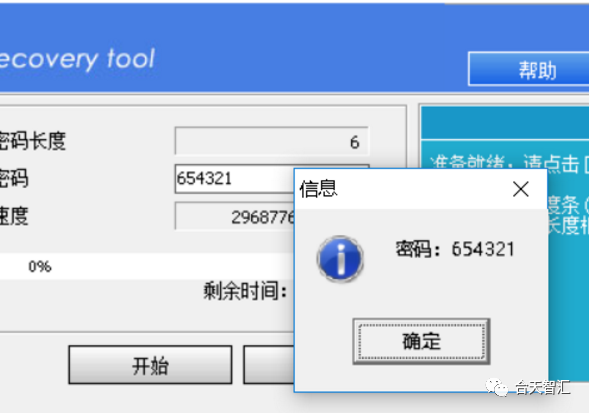 ecovery tool
帮助
密码长度
6
密码
654321
速度
2968776
0%
剩余时间:
开始
准备就绪，请点击 [
度条(
长度相
信息
密码: 654321
确定
台天智汇